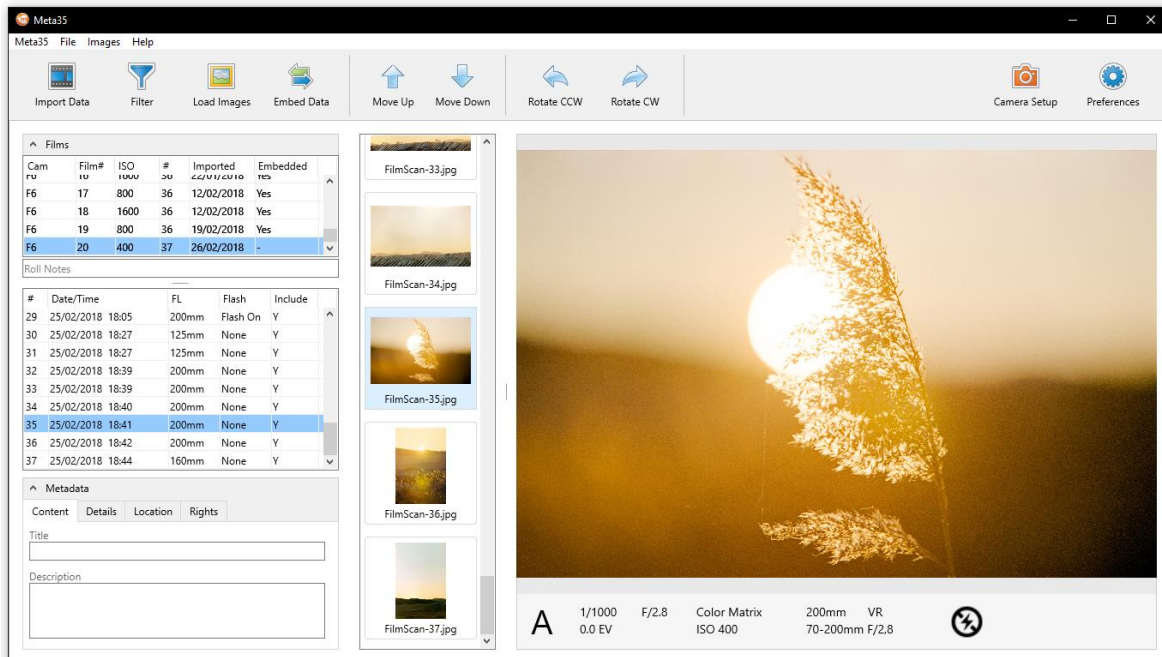 Meta35
Meta35 File Images Help
Import Data Filter Load Images Embed Data Move Up Move Down Rotate CCW Rotate CW Camera Setup Preferences
Films
Cam Film# ISO # Imported Embedded
F6 16 1600 36 22/01/2018 Yes
F6 17 800 36 12/02/2018 Yes
F6 18 1600 36 12/02/2018 Yes
F6 19 800 36 19/02/2018 Yes
F6 20 400 37 26/02/2018 -
Roll Notes
# Date/Time FL Flash Include
29 25/02/2018 18:05 200mm Flash On Y
30 25/02/2018 18:27 125mm None Y
31 25/02/2018 18:27 125mm None Y
32 25/02/2018 18:39 200mm None Y
33 25/02/2018 18:39 200mm None Y
34 25/02/2018 18:40 200mm None Y
35 25/02/2018 18:41 200mm None Y
36 25/02/2018 18:42 200mm None Y
37 25/02/2018 18:44 160mm None Y
Metadata
Content Details Location Rights
Title
Description
FilmScan-33.jpg
FilmScan-34.jpg
FilmScan-35.jpg
FilmScan-36.jpg
FilmScan-37.jpg
A 1/1000 F/2.8 Color Matrix 200mm VR
0.0 EV ISO 400 70-200mm F/2,8